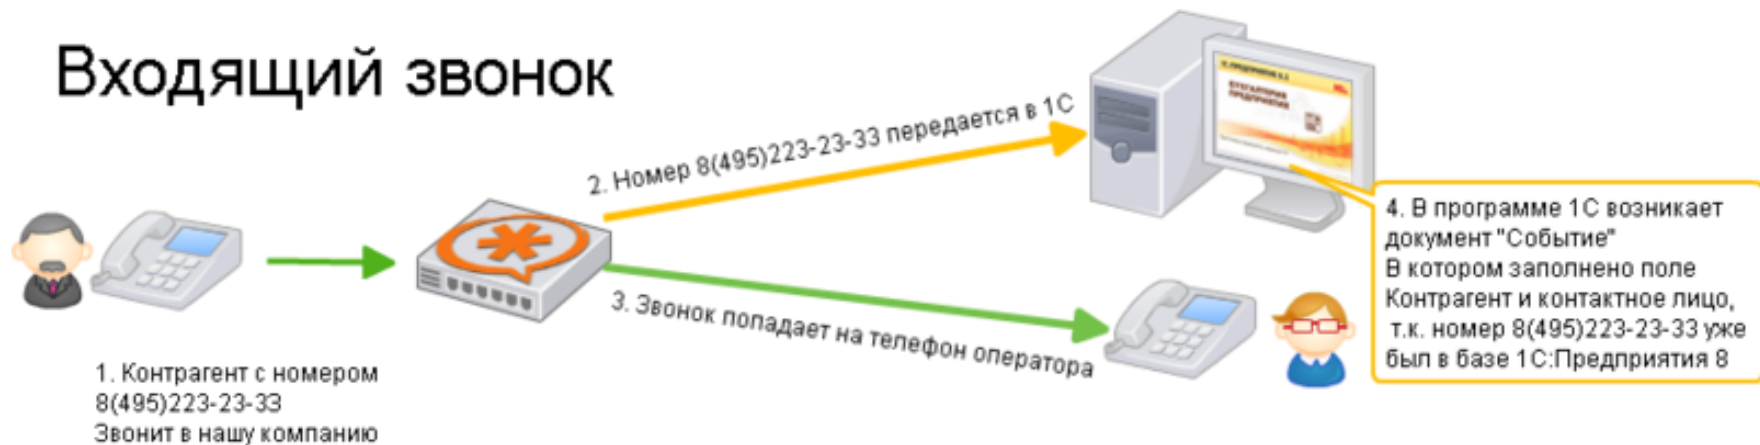 Входящий звонок
2. Номер 8(495)223-23-33 передается в 1С
3. Звонок попадает на телефон оператора
1. Контрагент с номером
8(495)223-23-33
Звонит в нашу компанию
4. В программе 1С возникает
документ "Событие"
В котором заполнено поле
Контрагент и контактное лицо,
т.к. номер 8(495)223-23-33 уже
был в базе 1С:Предприятия 8
БУХГАЛТЕРИЯ
ПРЕДПРИЯТИЯ